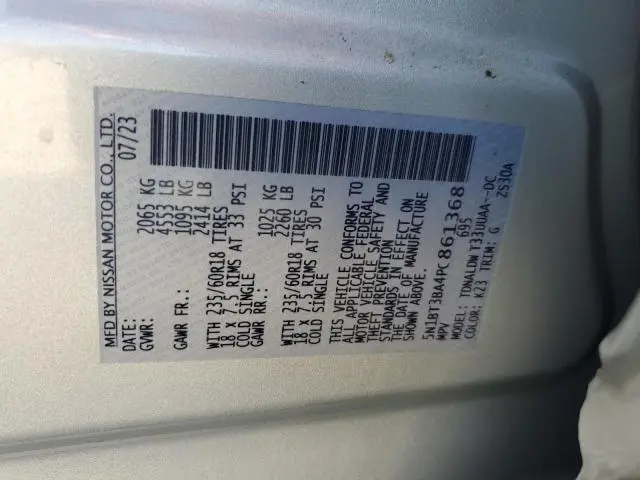 MFD BY NISSAN MOTOR CO., LTD.
DATE: 07/23
GVWR: 2065 KG
4553 LB
GAWR FR.: 1095 KG
2414 LB
WITH 235/60R18 TIRES
18 X 7.5 RIMS AT 33 PSI
COLD SINGLE
GAWR RR.: 1025 KG
2260 LB
WITH 235/60R18 TIRES
18 X 7.5 RIMS AT 30 PSI
COLD SINGLE
THIS VEHICLE CONFORMS TO
ALL APPLICABLE FEDERAL
MOTOR VEHICLE SAFETY AND
THEFT PREVENTION
STANDARDS IN EFFECT ON
THE DATE OF MANUFACTURE
SHOWN ABOVE.
5N1BT3BA4PC861368
MPV 695
MODEL: TDNALDW T33UUAA--DC
COLOR: K23 TRIM: G ZS30A